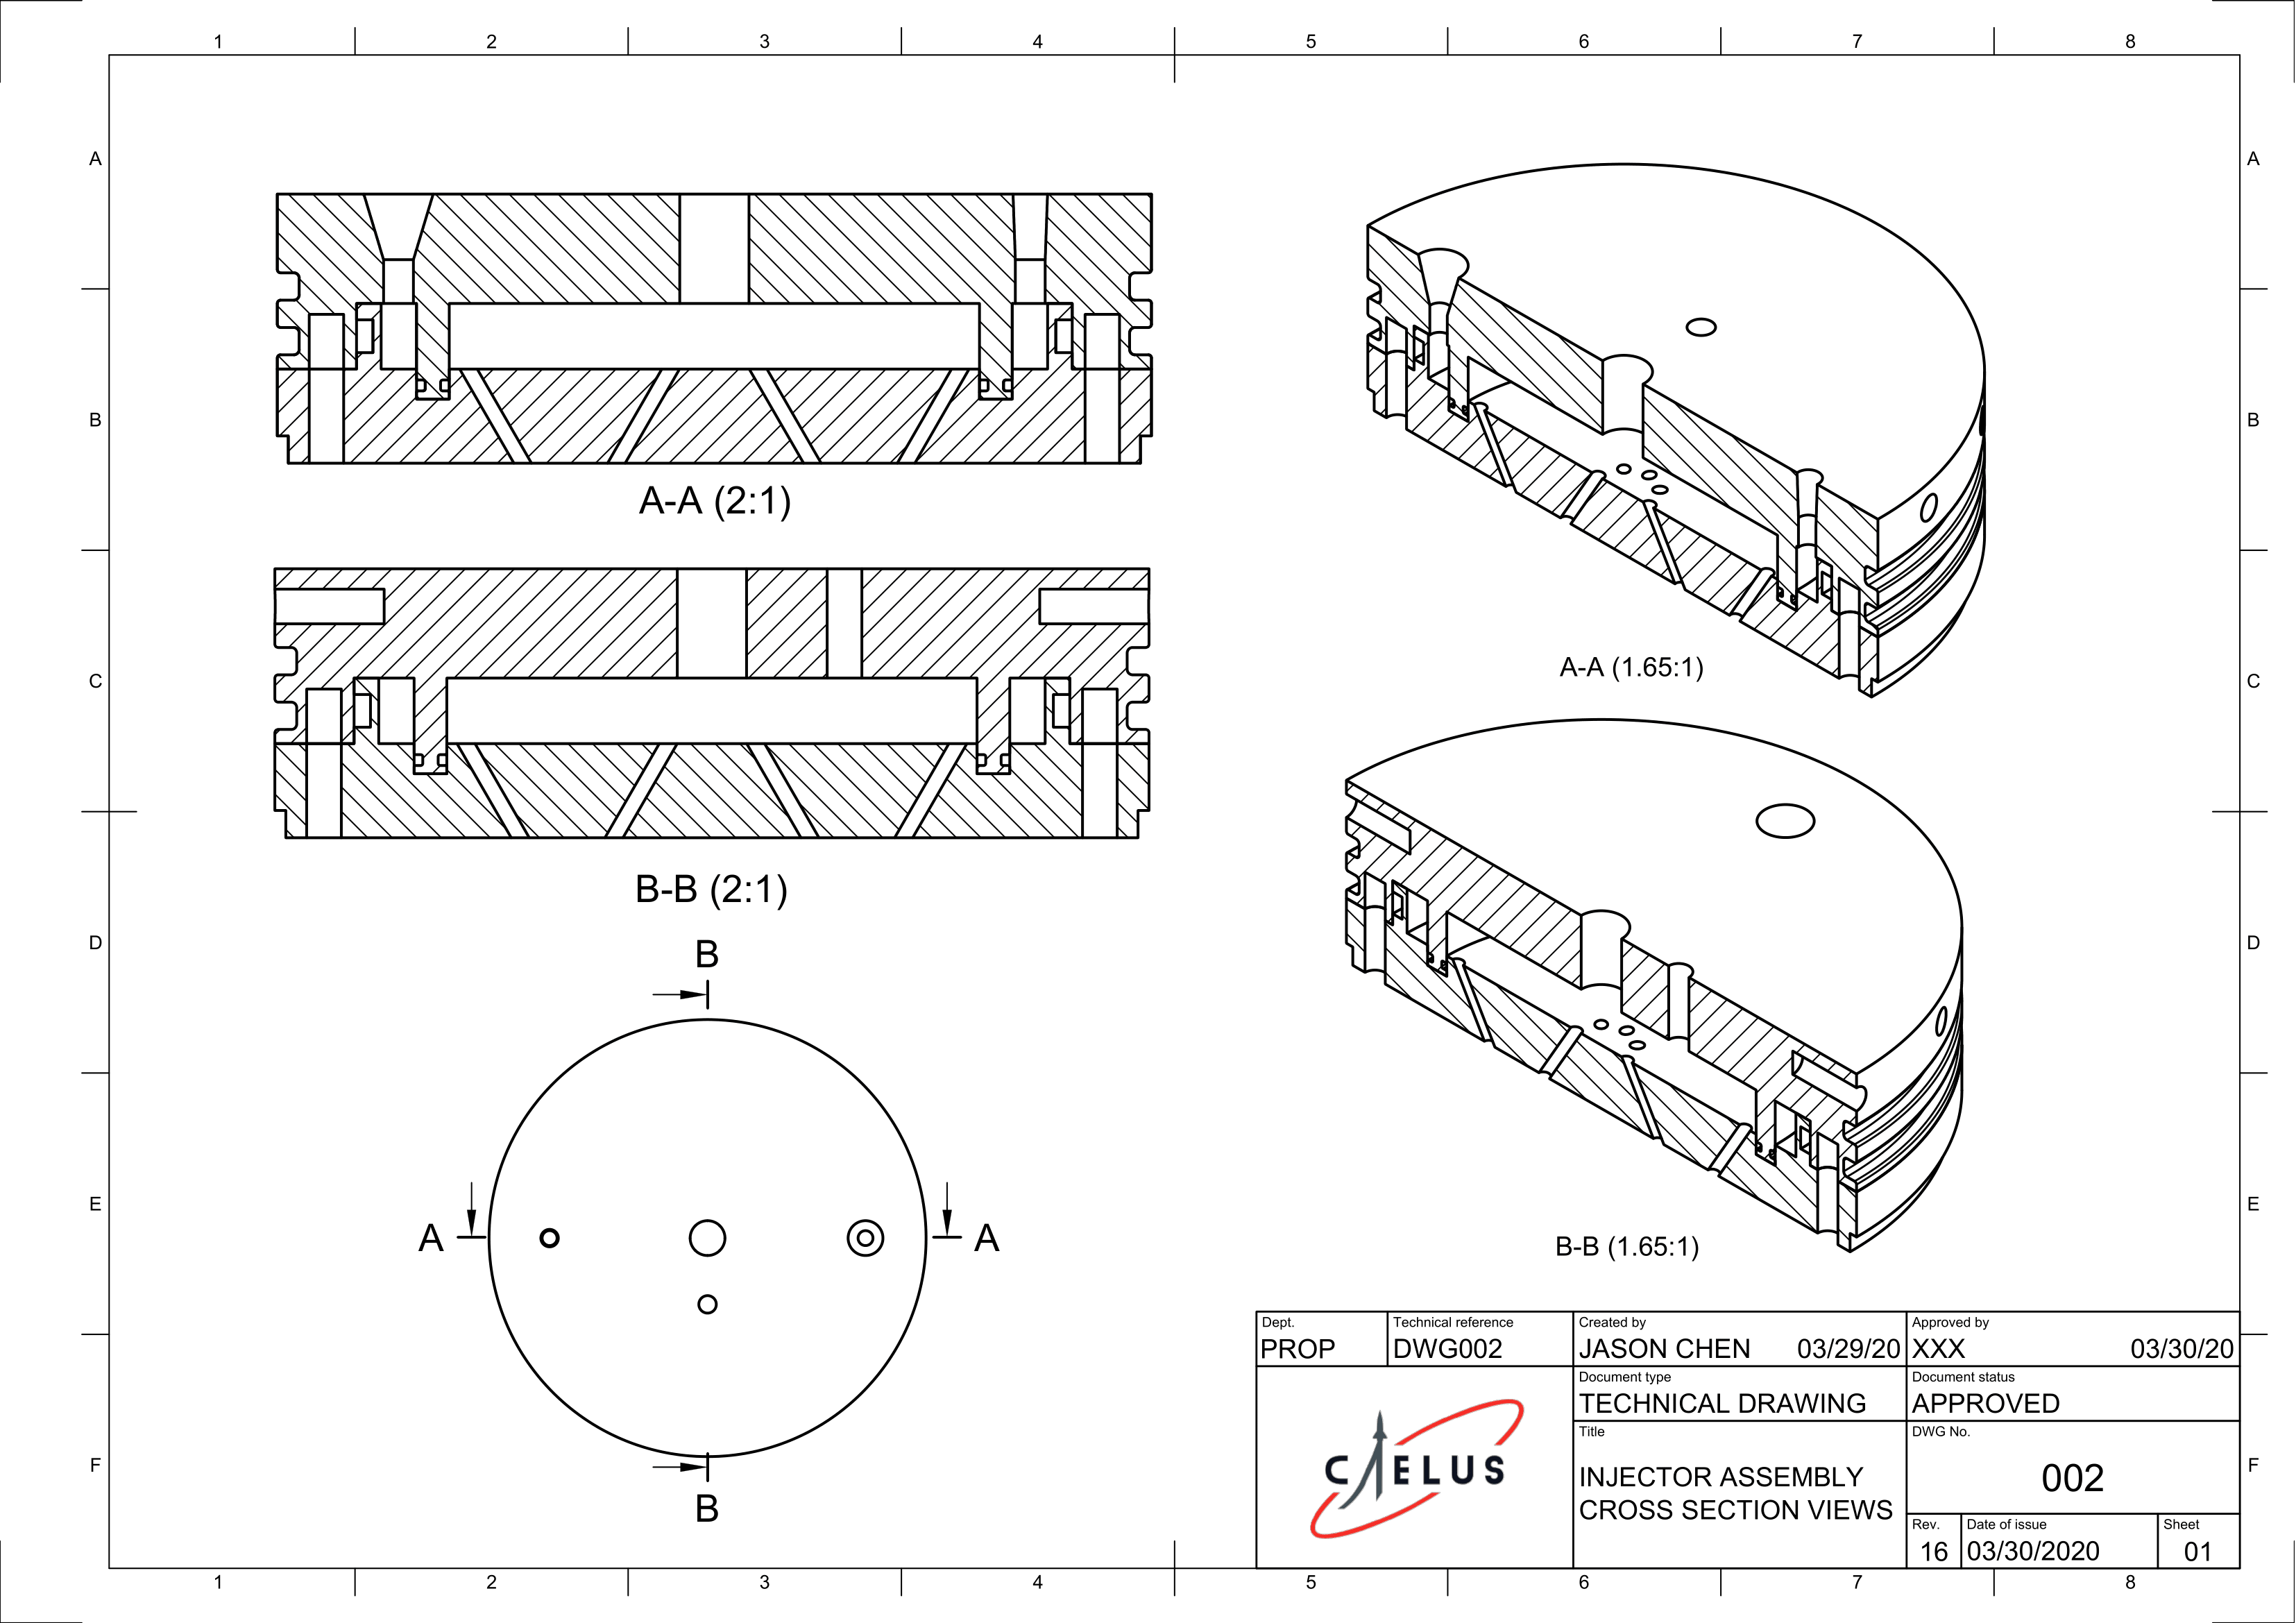 1 2 3 4 5 6 7 8
A A
B B
C C
D D
E E
F F
A-A (2:1)
B-B (2:1)
B
A A
B
A-A (1.65:1)
B-B (1.65:1)
Dept. Technical reference Created by Approved by
PROP DWG002 JASON CHEN 03/29/20 XXX 03/30/20
Document type Document status
TECHNICAL DRAWING APPROVED
Title DWG No.
CAELUS
INJECTOR ASSEMBLY
CROSS SECTION VIEWS
002
Rev. Date of issue Sheet
16 03/30/2020 01
1 2 3 4 5 6 7 8